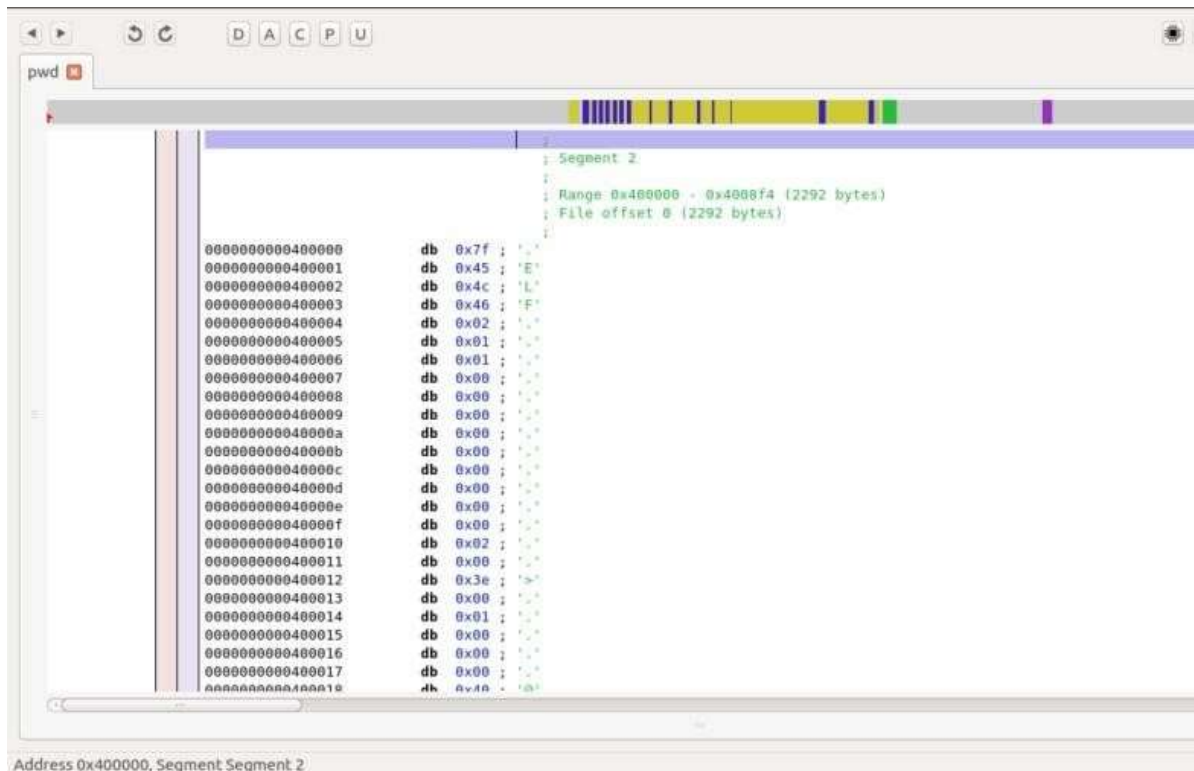 D A C P U
pwd
;
; Segment 2
;
; Range 0x400000 - 0x4008f4 (2292 bytes)
; File offset 0 (2292 bytes)
;
0000000000400000 db 0x7f ; '.'
0000000000400001 db 0x45 ; 'E'
0000000000400002 db 0x4c ; 'L'
0000000000400003 db 0x46 ; 'F'
0000000000400004 db 0x02 ; '.'
0000000000400005 db 0x01 ; '.'
0000000000400006 db 0x01 ; '.'
0000000000400007 db 0x00 ; '.'
0000000000400008 db 0x00 ; '.'
0000000000400009 db 0x00 ; '.'
000000000040000a db 0x00 ; '.'
000000000040000b db 0x00 ; '.'
000000000040000c db 0x00 ; '.'
000000000040000d db 0x00 ; '.'
000000000040000e db 0x00 ; '.'
000000000040000f db 0x00 ; '.'
0000000000400010 db 0x02 ; '.'
0000000000400011 db 0x00 ; '.'
0000000000400012 db 0x3e ; '>'
0000000000400013 db 0x00 ; '.'
0000000000400014 db 0x01 ; '.'
0000000000400015 db 0x00 ; '.'
0000000000400016 db 0x00 ; '.'
0000000000400017 db 0x00 ; '.'
0000000000400018 db 0x40 ; '@'
Address 0x400000, Segment Segment 2